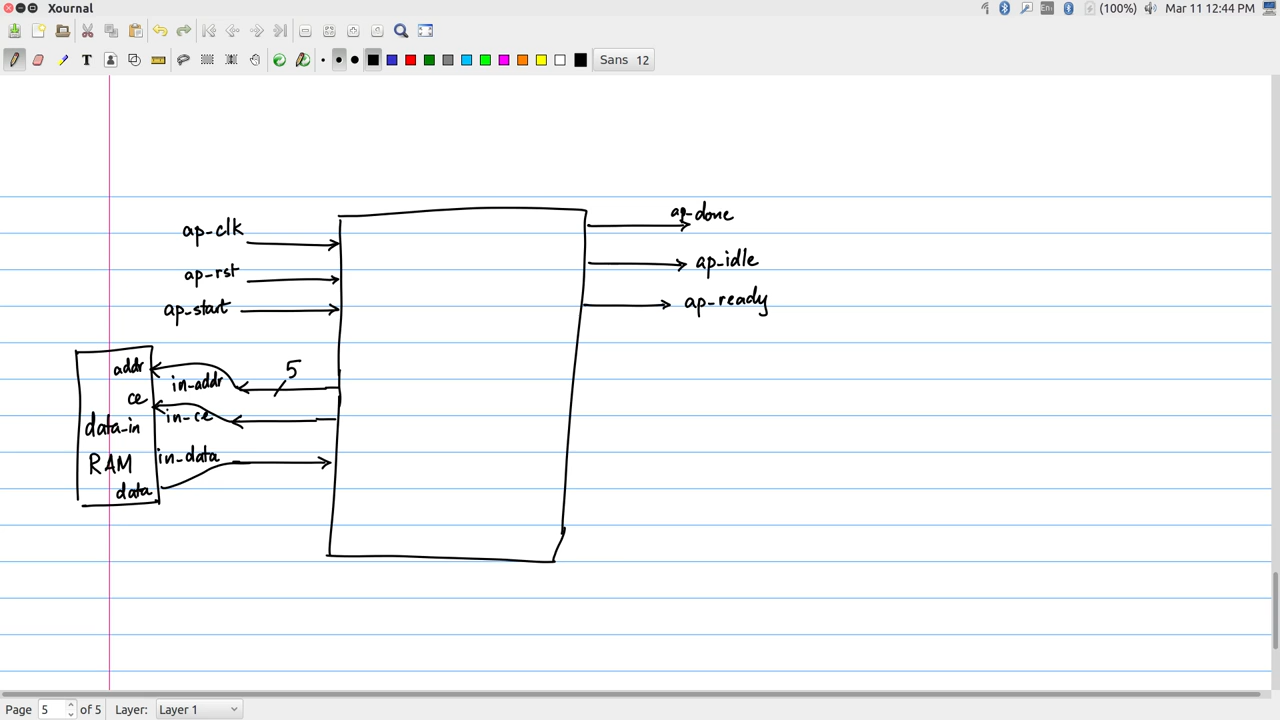 Xournal
En
(100%)
Mar 11 12:44 PM
T
Sans 12
ap-clk
ap-rst
ap-start
ap-done
ap-idle
ap-ready
5
addr
in-addr
ce
in-ce
data-in
in-data
RAM
data
Page 5 of 5 Layer: Layer 1